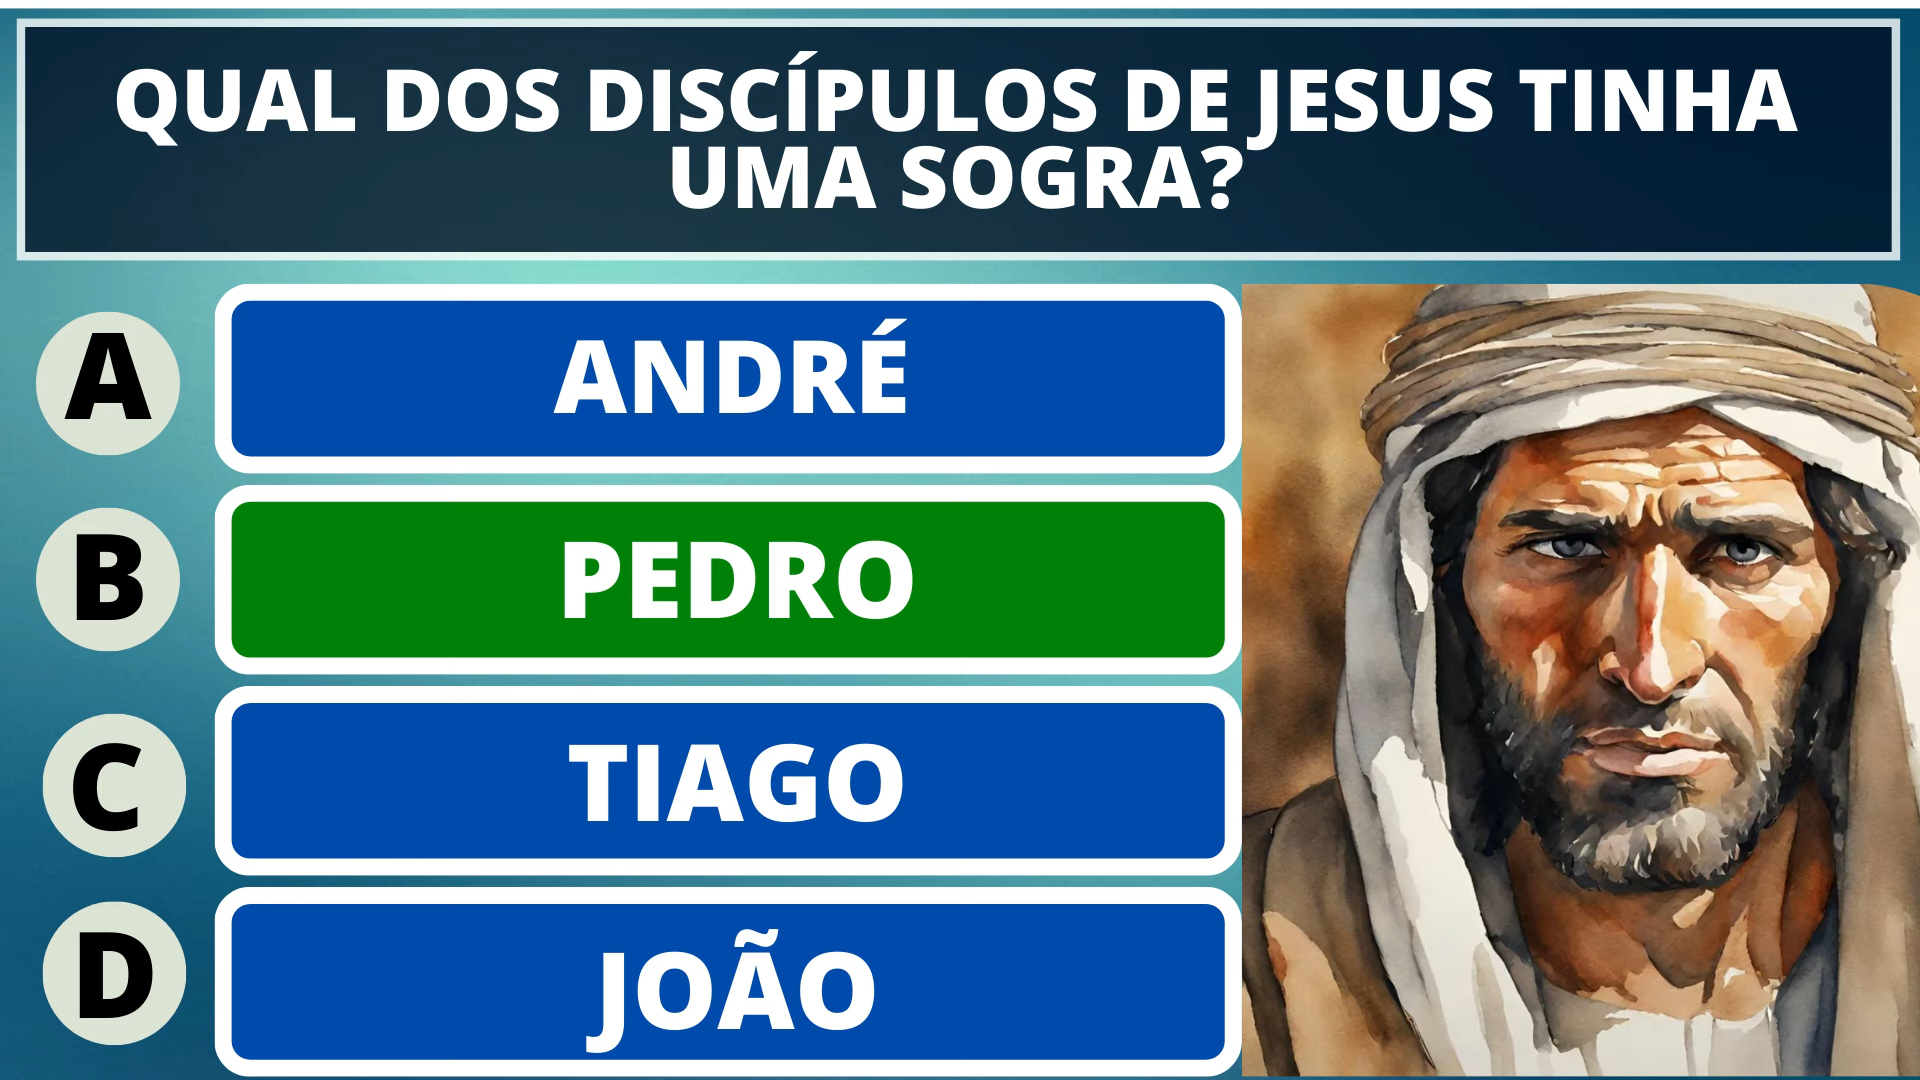 QUAL DOS DISCÍPULOS DE JESUS TINHA
UMA SOGRA?
A
ANDRÉ
B
PEDRO
C
TIAGO
D
JOÃO